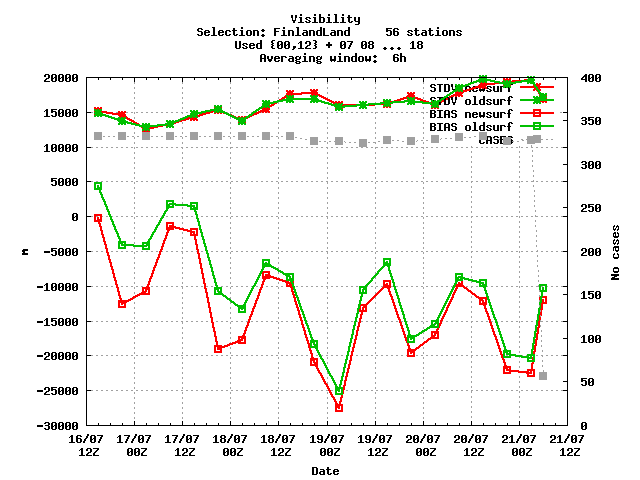 Visibility
Selection: FinlandLand 56 stations
Used {00,12} + 07 08 ... 18
Averaging window: 6h
20000 400
STDV newsurf
STDV oldsurf
15000 350
BIAS newsurf
BIAS oldsurf
CASES
10000
300
5000
250
0
m -5000 200 No cases
-10000
150
-15000
100
-20000
50
-25000
-30000 0
16/07 17/07 17/07 18/07 18/07 19/07 19/07 20/07 20/07 21/07 21/07
12Z 00Z 12Z 00Z 12Z 00Z 12Z 00Z 12Z 00Z 12Z
Date